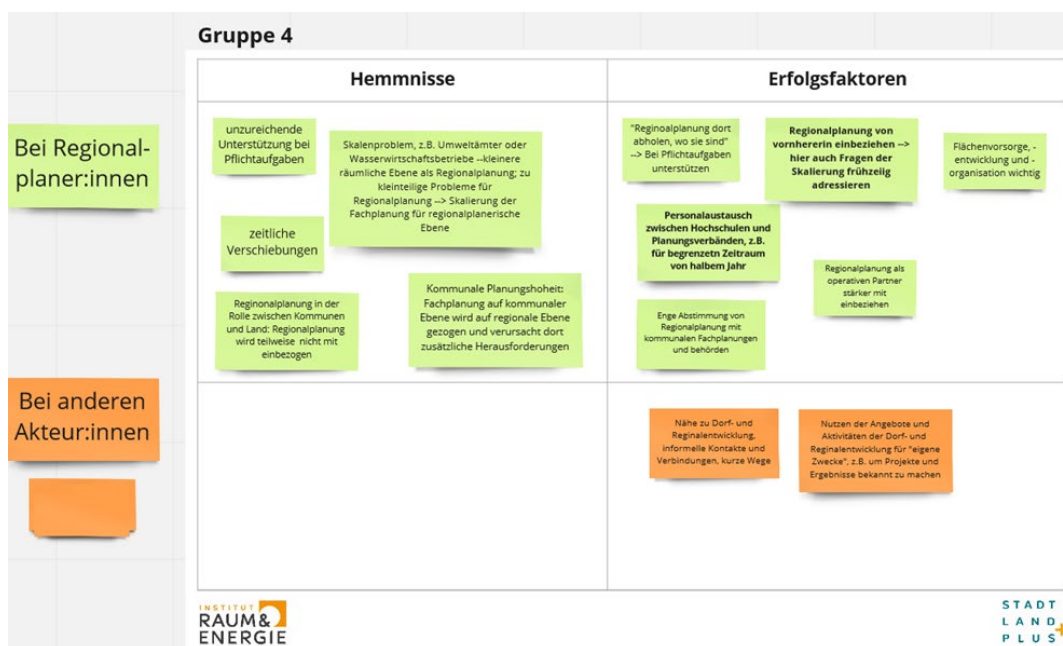 Gruppe 4
Hemmnisse
Erfolgsfaktoren
Bei Regional-
planer:innen
unzureichende
Unterstützung bei
Pflichtaufgaben
Skalenproblem, z.B. Umweltämter oder
Wasserwirtschaftsbetriebe --kleinere
räumliche Ebene als Regionalplanung; zu
kleinteilige Probleme für
Regionalplanung --> Skalierung der
Fachplanung für regionalplanerische
Ebene
zeitliche
Verschiebungen
Reginonalplanung in der
Rolle zwischen Kommunen
und Land: Regionalplanung
wird teilweise nicht mit
einbezogen
Kommunale Planungshoheit:
Fachplanung auf kommunaler
Ebene wird auf regionale Ebene
gezogen und verursacht dort
zusätzliche Herausforderungen
"Reginoalplanung dort
abholen, wo sie sind"
--> Bei Pflichtaufgaben
unterstützen
Regionalplanung von
vornhererin einbeziehen -->
hier auch Fragen der
Skalierung frühzeiig
adressieren
Flächenvorsorge, -
entwicklung und -
organisation wichtig
Personalaustausch
zwischen Hochschulen und
Planungsverbänden, z.B.
für begrenzetn Zeitraum
von halbem Jahr
Regionalplanung als
operativen Partner
stärker mit
einbeziehen
Enge Abstimmung von
Regionalplanung mit
kommunalen Fachplanungen
und behörden
Bei anderen
Akteur:innen
Nähe zu Dorf- und
Reginalentwicklung,
informelle Kontakte und
Verbindungen, kurze Wege
Nutzen der Angebote und
Aktivitäten der Dorf- und
Reginalentwicklung für "eigene
Zwecke", z.B. um Projekte und
Ergebnisse bekannt zu machen
INSTITUT
RAUM&
ENERGIE
STADT
LAND
PLUS